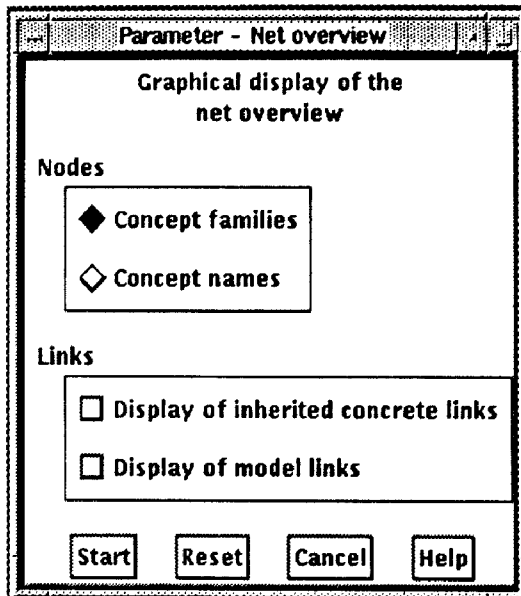 Parameter - Net overview
Graphical display of the
net overview
Nodes
Concept families
Concept names
Links
Display of inherited concrete links
Display of model links
Start Reset Cancel Help